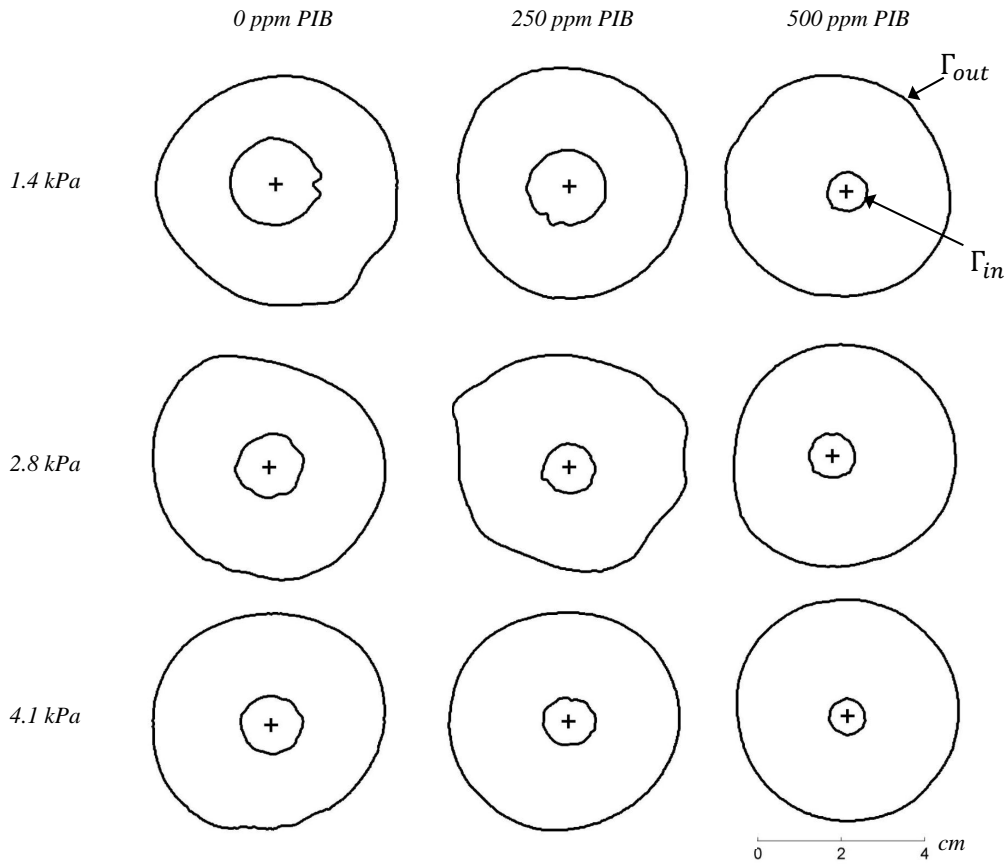 0 ppm PIB 250 ppm PIB 500 ppm PIB
Γout
1.4 kPa
Γin
2.8 kPa
4.1 kPa
0 2 4 cm